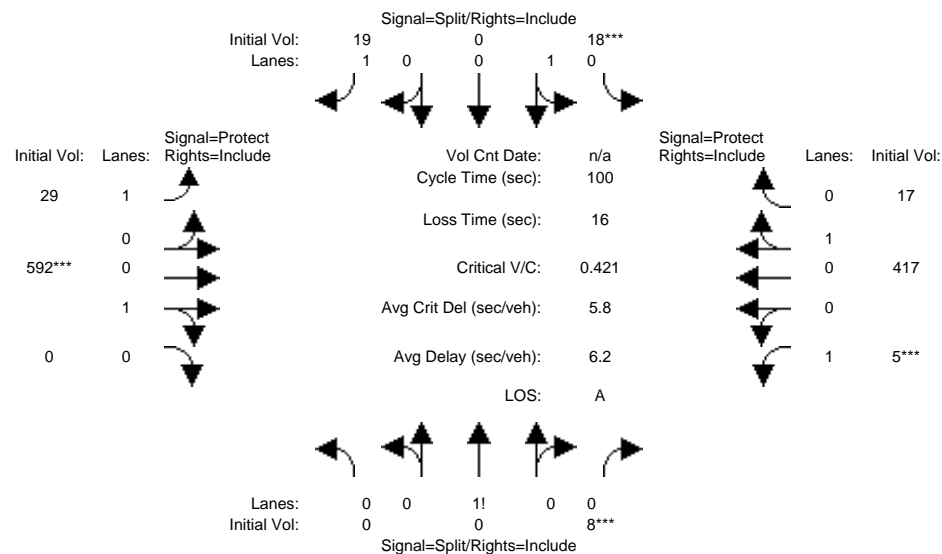 Signal=Split/Rights=Include
Initial Vol: 19 0 18***
Lanes: 1 0 0 1 0
Signal=Protect
Initial Vol: Lanes: Rights=Include
Vol Cnt Date: n/a
Signal=Protect
Rights=Include Lanes: Initial Vol:
Cycle Time (sec): 100
29 1
0 17
Loss Time (sec): 16
0
1
592*** 0
Critical V/C: 0.421
0 417
1
Avg Crit Del (sec/veh): 5.8
0
0 0
Avg Delay (sec/veh): 6.2
1 5***
LOS: A
Lanes: 0 0 1! 0 0
Initial Vol: 0 0 8***
Signal=Split/Rights=Include